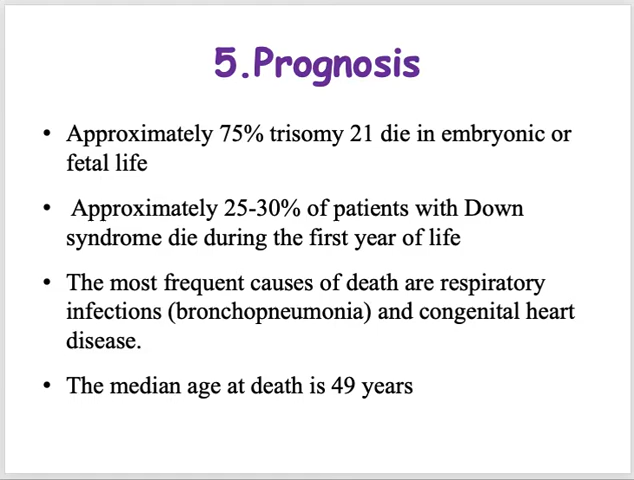 5.Prognosis
• Approximately 75% trisomy 21 die in embryonic or
fetal life
• Approximately 25-30% of patients with Down
syndrome die during the first year of life
• The most frequent causes of death are respiratory
infections (bronchopneumonia) and congenital heart
disease.
• The median age at death is 49 years